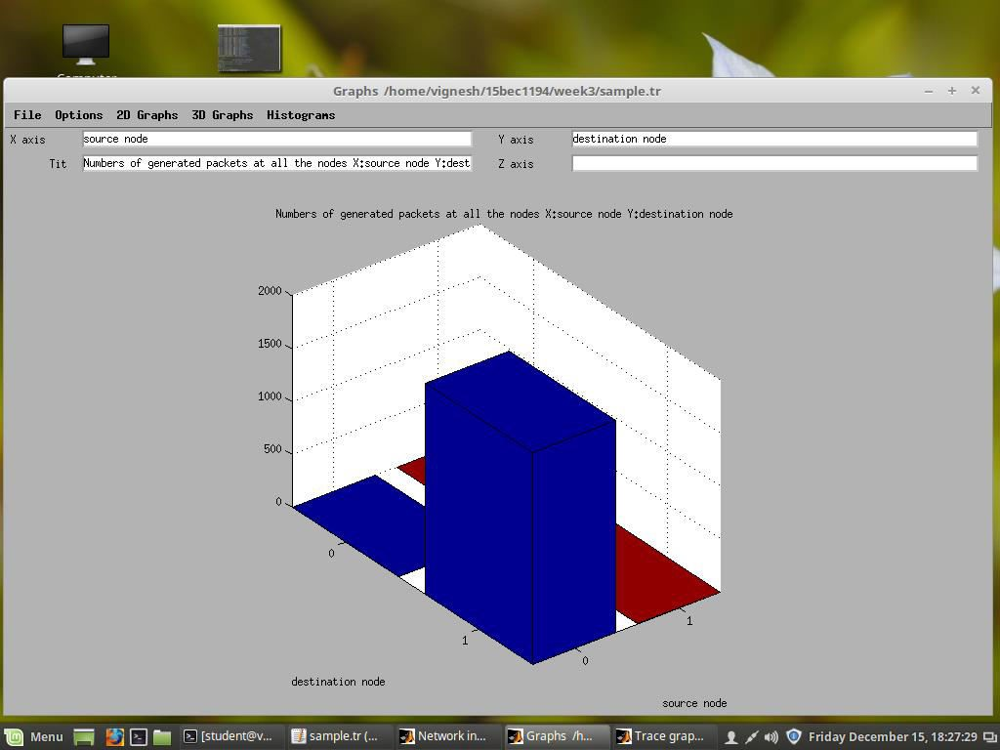 Computer
Graphs /home/vignesh/15bec1194/week3/sample.tr
File Options 2D Graphs 3D Graphs Histograms
X axis source node Y axis destination node
Tit Numbers of generated packets at all the nodes X:source node Y:dest Z axis
Numbers of generated packets at all the nodes X:source node Y:destination node
2000
1500
1000
500
0
0
1
1
0
destination node
source node
Menu [student@v... sample.tr (... Network in... Graphs /h... Trace grap... Friday December 15, 18:27:29